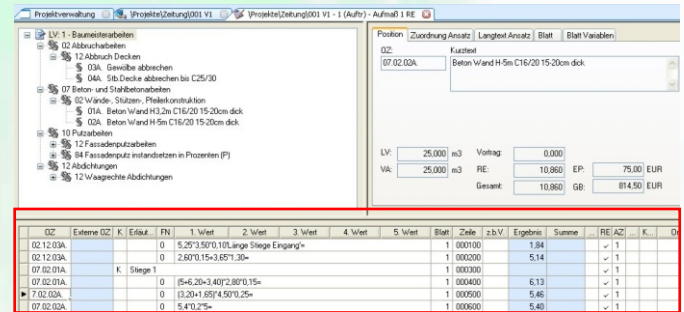 Projektverwaltung \Projekte\Zeitung\001 V1 \Projekte\Zeitung\001 V1 - 1 (Auftr) - Aufmaß 1 RE
LV: 1 - Baumeisterarbeiten
02 Abbrucharbeiten
12 Abbruch Decken
03A. Gewölbe abbrechen
04A. Stb.Decke abbrechen bis C25/30
07 Beton- und Stahlbetonarbeiten
02 Wände-, Stützen-, Pfeilerkonstruktion
01A. Beton Wand H3,2m C16/20 15-20cm dick
02A. Beton Wand H-5m C16/20 15-20cm dick
10 Putzarbeiten
12 Fassadenputzarbeiten
84 Fassadenputz instandsetzen in Prozenten (P)
12 Abdichtungen
12 Waagrechte Abdichtungen
Position Zuordnung Ansatz Langtext Ansatz Blatt Blatt Variablen
OZ: Kurztext
07.02.02A. Beton Wand H-5m C16/20 15-20cm dick
LV: 25,000 m3 Vortrag: 0,000
VA: 25,000 m3 RE: 10,860 EP: 75,00 EUR
Gesamt: 10,860 GB: 814,50 EUR
OZ Externe OZ K Erläut... FN 1. Wert 2. Wert 3. Wert 4. Wert 5. Wert Blatt Zeile z.b.V. Ergebnis Summe ... RE AZ ... K...
02.12.03A. 0 5,25*3,50*0,10'Länge Stiege Eingang'= 1 000100 1,84 1
02.12.03A. 0 2,60*0,15+3,65*1,30= 1 000200 5,14 1
07.02.01A. K Stiege 1 1 000300 1
07.02.01A. 0 (5+6,20+3,40)*2,80*0,15= 1 000400 6,13 1
7.02.02A. 0 (3,20+1,65)*4,50*0,25= 1 000500 5,46 1
07.02.02A. 0 5,4*0,2*5= 1 000600 5,40 1